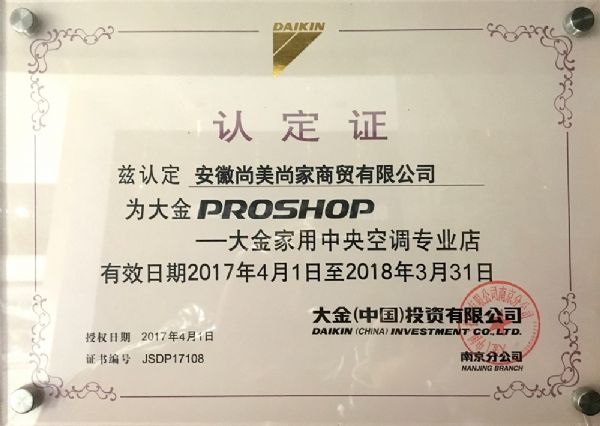 DAIKIN
认定证
兹认定 安徽尚美尚家商贸有限公司
为大金 PROSHOP
——大金家用中央空调专业店
有效日期2017年4月1日至2018年3月31日
大金(中国)投资有限公司
DAIKIN (CHINA) INVESTMENT CO.,LTD.
授权日期 2017年4月1日
证书编号 JSDP17108
南京分公司
NANJING BRANCH